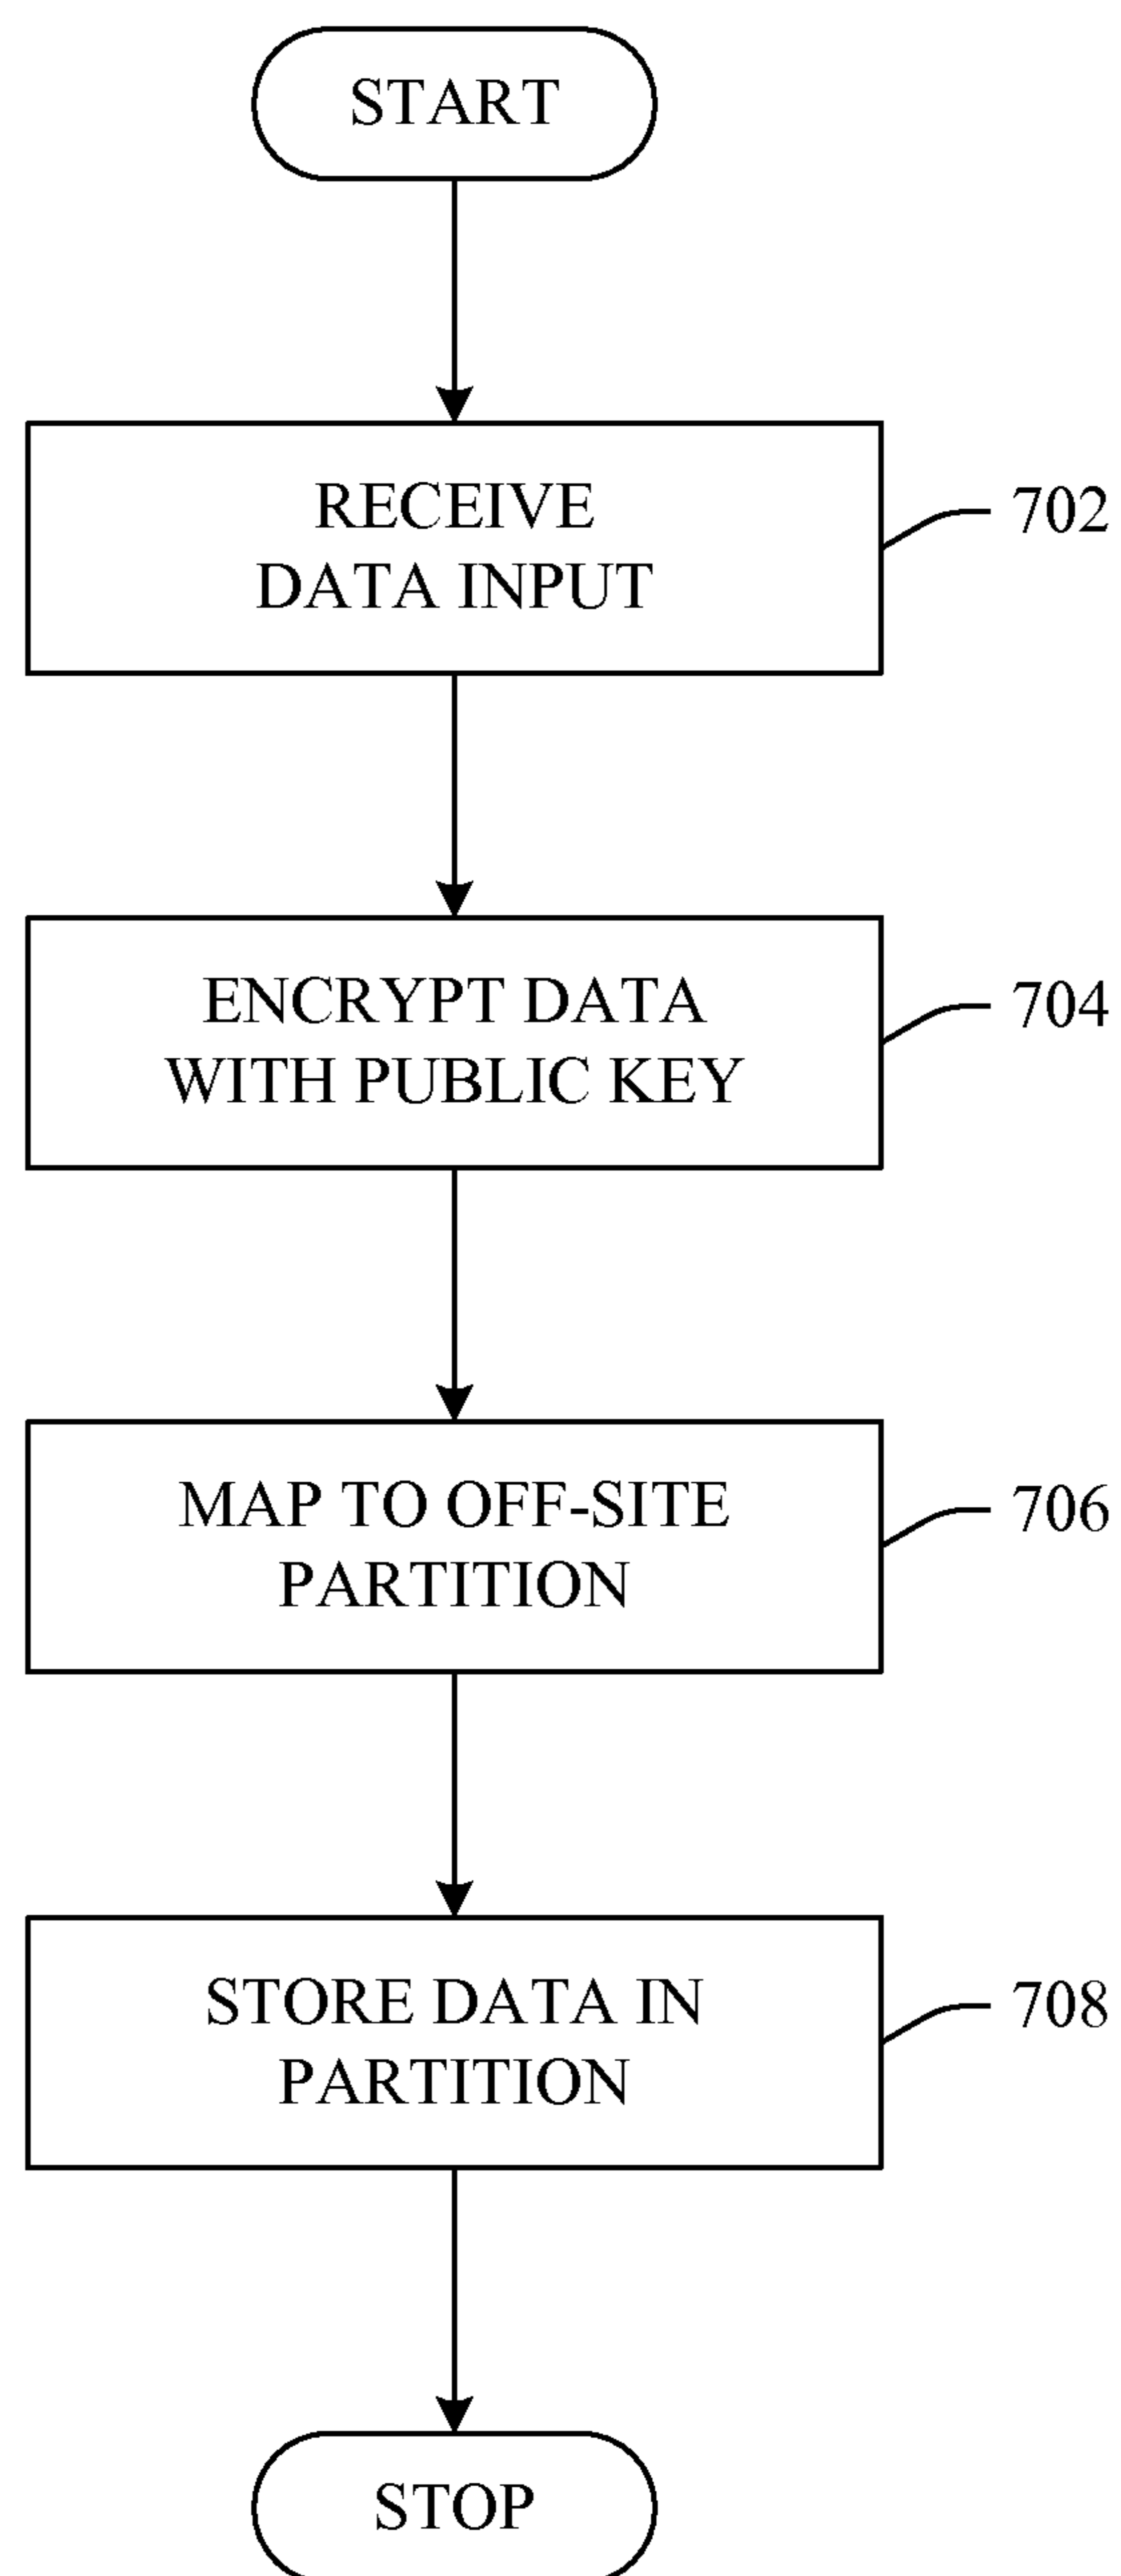 START
RECEIVE
DATA INPUT
702
ENCRYPT DATA
WITH PUBLIC KEY
704
MAP TO OFF-SITE
PARTITION
706
STORE DATA IN
PARTITION
708
STOP